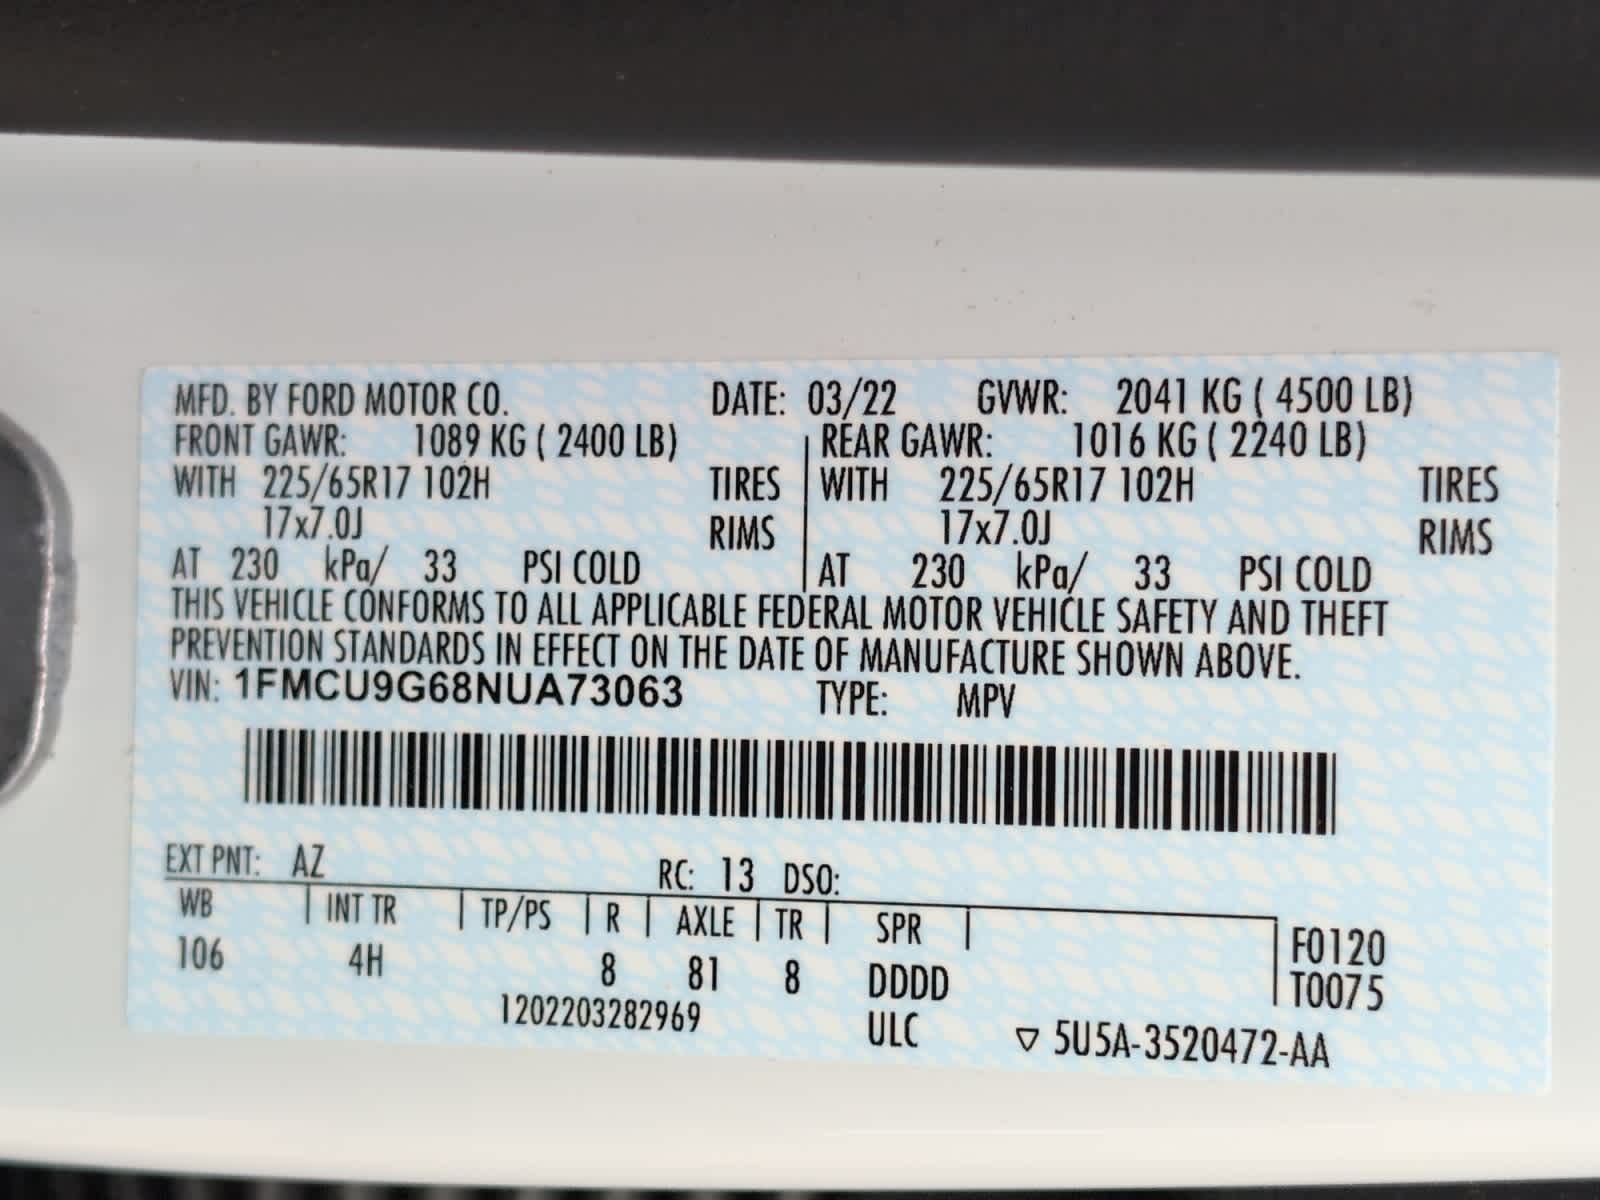 MFD. BY FORD MOTOR CO. DATE: 03/22 GVWR: 2041 KG ( 4500 LB)
FRONT GAWR: 1089 KG ( 2400 LB) REAR GAWR: 1016 KG ( 2240 LB)
WITH 225/65R17 102H TIRES WITH 225/65R17 102H TIRES
17x7.0J RIMS 17x7.0J RIMS
AT 230 kPa/ 33 PSI COLD AT 230 kPa/ 33 PSI COLD
THIS VEHICLE CONFORMS TO ALL APPLICABLE FEDERAL MOTOR VEHICLE SAFETY AND THEFT
PREVENTION STANDARDS IN EFFECT ON THE DATE OF MANUFACTURE SHOWN ABOVE.
VIN: 1FMCU9G68NUA73063 TYPE: MPV
EXT PNT: AZ RC: 13 DSO:
WB INT TR TP/PS R AXLE TR SPR F0120
106 4H 8 81 8 DDDD T0075
1202203282969 ULC ▽ 5U5A-3520472-AA